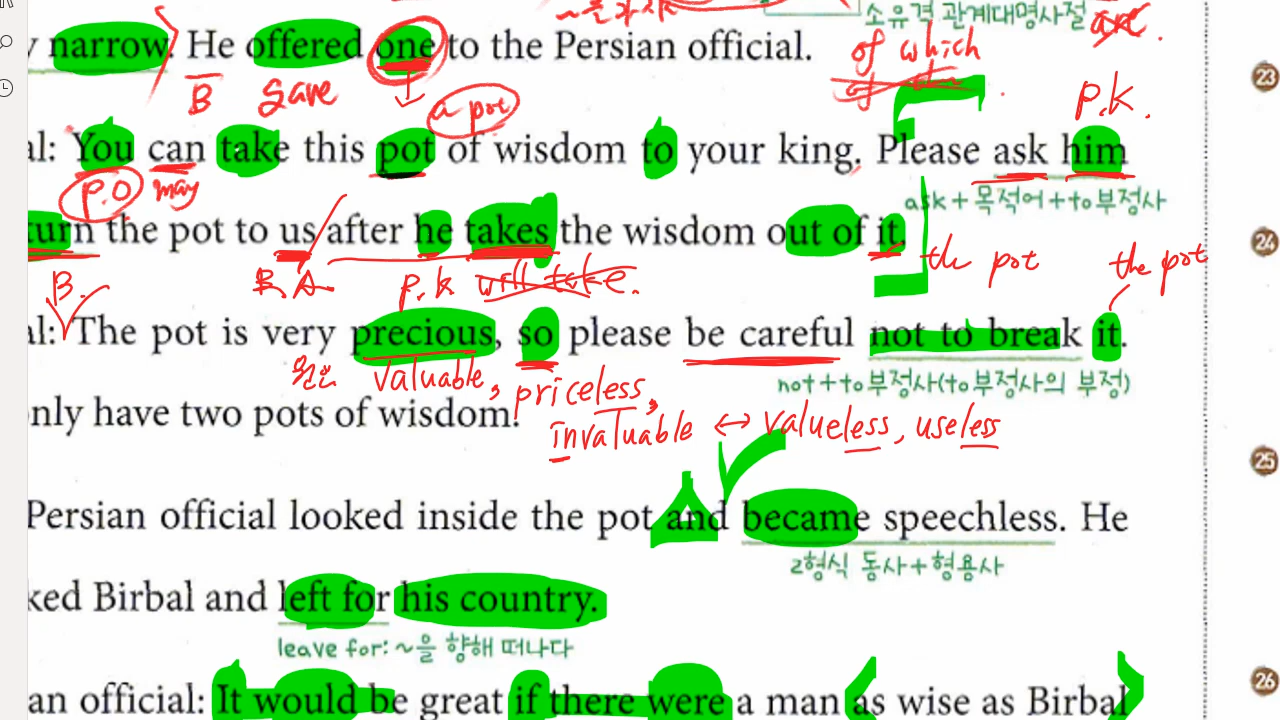 소유격 관계대명사절 are.
narrow. He offered one to the Persian official.
of which
B gave a pot P.K.
al: You can take this pot of wisdom to your king. Please ask him
P.O may ask + 목적어 + to 부정사
turn the pot to us after he takes the wisdom out of it.
B. B. A P.K will take. the pot the pot
al: The pot is very precious, so please be careful not to break it.
valuable, priceless, not + to 부정사(to 부정사의 부정)
nly have two pots of wisdom!
invaluable ↔ valueless, useless
Persian official looked inside the pot and became speechless. He
2형식 동사 + 형용사
ked Birbal and left for his country.
leave for: ~을 향해 떠나다
an official: It would be great if there were a man as wise as Birbal
23
24
25
26